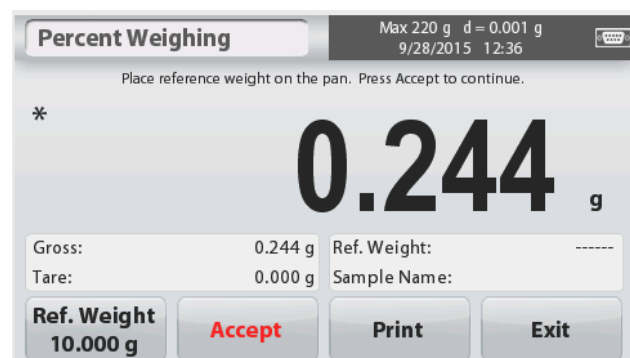 Percent Weighing
Max 220 g d = 0.001 g
9/28/2015 12:36
Place reference weight on the pan. Press Accept to continue.
*
0.244 g
Gross: 0.244 g
Tare: 0.000 g
Ref. Weight: ------
Sample Name:
Ref. Weight
10.000 g
Accept
Print
Exit